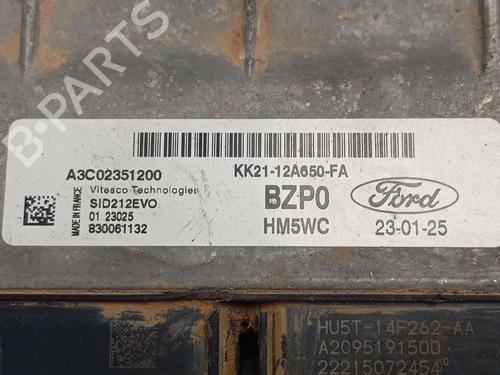 B-PARTS
A3C02351200
KK21-12A650-FA
MADE IN FRANCE
Vitesco Technologies
SID212EVO
01 23025
830061132
BZP0
HM5WC
Ford
23-01-25
HU5T-14F262-AA
A2C95191500
22215072454